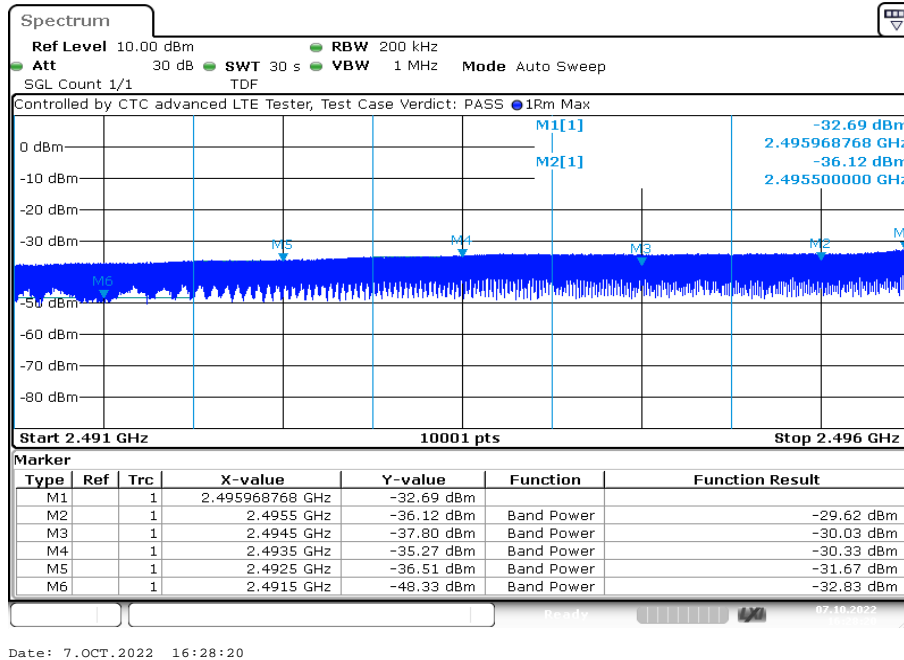 Spectrum
Ref Level 10.00 dBm RBW 200 kHz
Att 30 dB SWT 30 s VBW 1 MHz Mode Auto Sweep
SGL Count 1/1 TDF
Controlled by CTC advanced LTE Tester, Test Case Verdict: PASS 1Rm Max
M1[1] -32.69 dBm
2.495968768 GHz
M2[1] -36.12 dBm
2.495500000 GHz
0 dBm
-10 dBm
-20 dBm
-30 dBm
M6 M5 M4 M3 M2 M
-50 dBm
-60 dBm
-70 dBm
-80 dBm
Start 2.491 GHz 10001 pts Stop 2.496 GHz
Marker
Type Ref Trc X-value Y-value Function Function Result
M1 1 2.495968768 GHz -32.69 dBm
M2 1 2.4955 GHz -36.12 dBm Band Power -29.62 dBm
M3 1 2.4945 GHz -37.80 dBm Band Power -30.03 dBm
M4 1 2.4935 GHz -35.27 dBm Band Power -30.33 dBm
M5 1 2.4925 GHz -36.51 dBm Band Power -31.67 dBm
M6 1 2.4915 GHz -48.33 dBm Band Power -32.83 dBm
Ready LXI 07.10.2022
Date: 7.OCT.2022 16:28:20